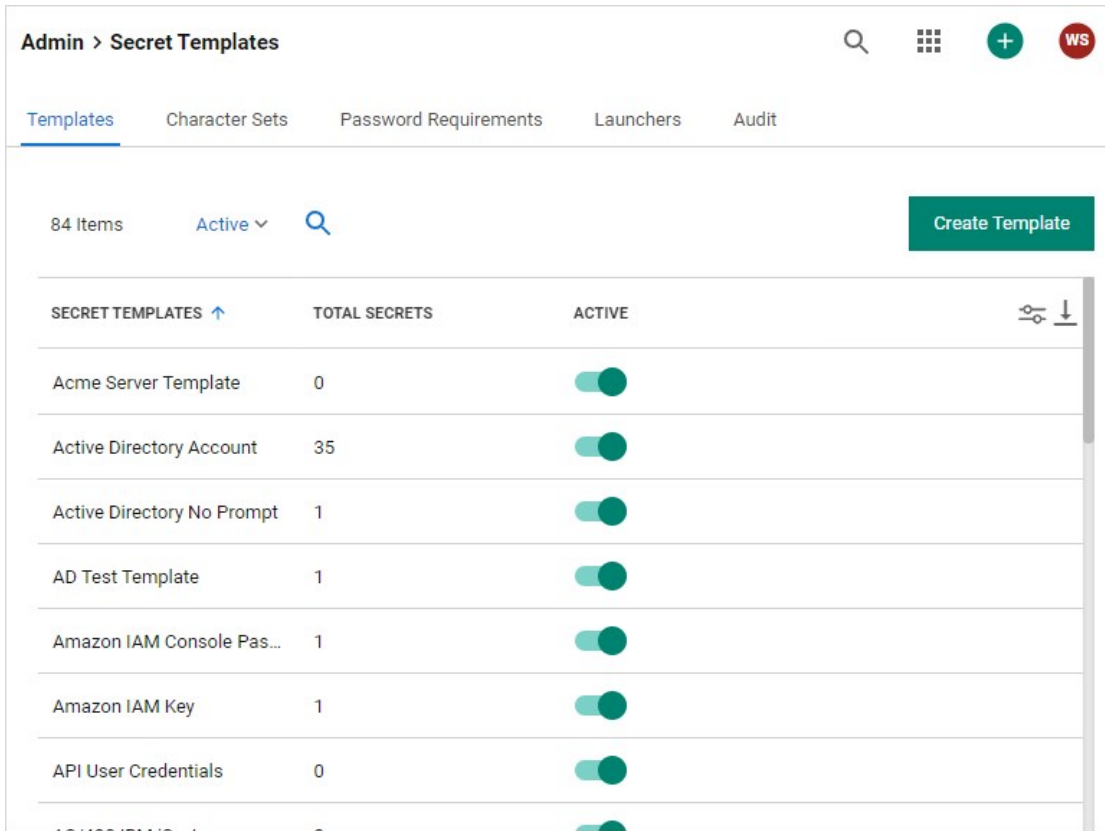 Admin > Secret Templates
WS
Templates Character Sets Password Requirements Launchers Audit
84 Items Active Create Template
SECRET TEMPLATES TOTAL SECRETS ACTIVE
Acme Server Template 0
Active Directory Account 35
Active Directory No Prompt 1
AD Test Template 1
Amazon IAM Console Pas... 1
Amazon IAM Key 1
API User Credentials 0